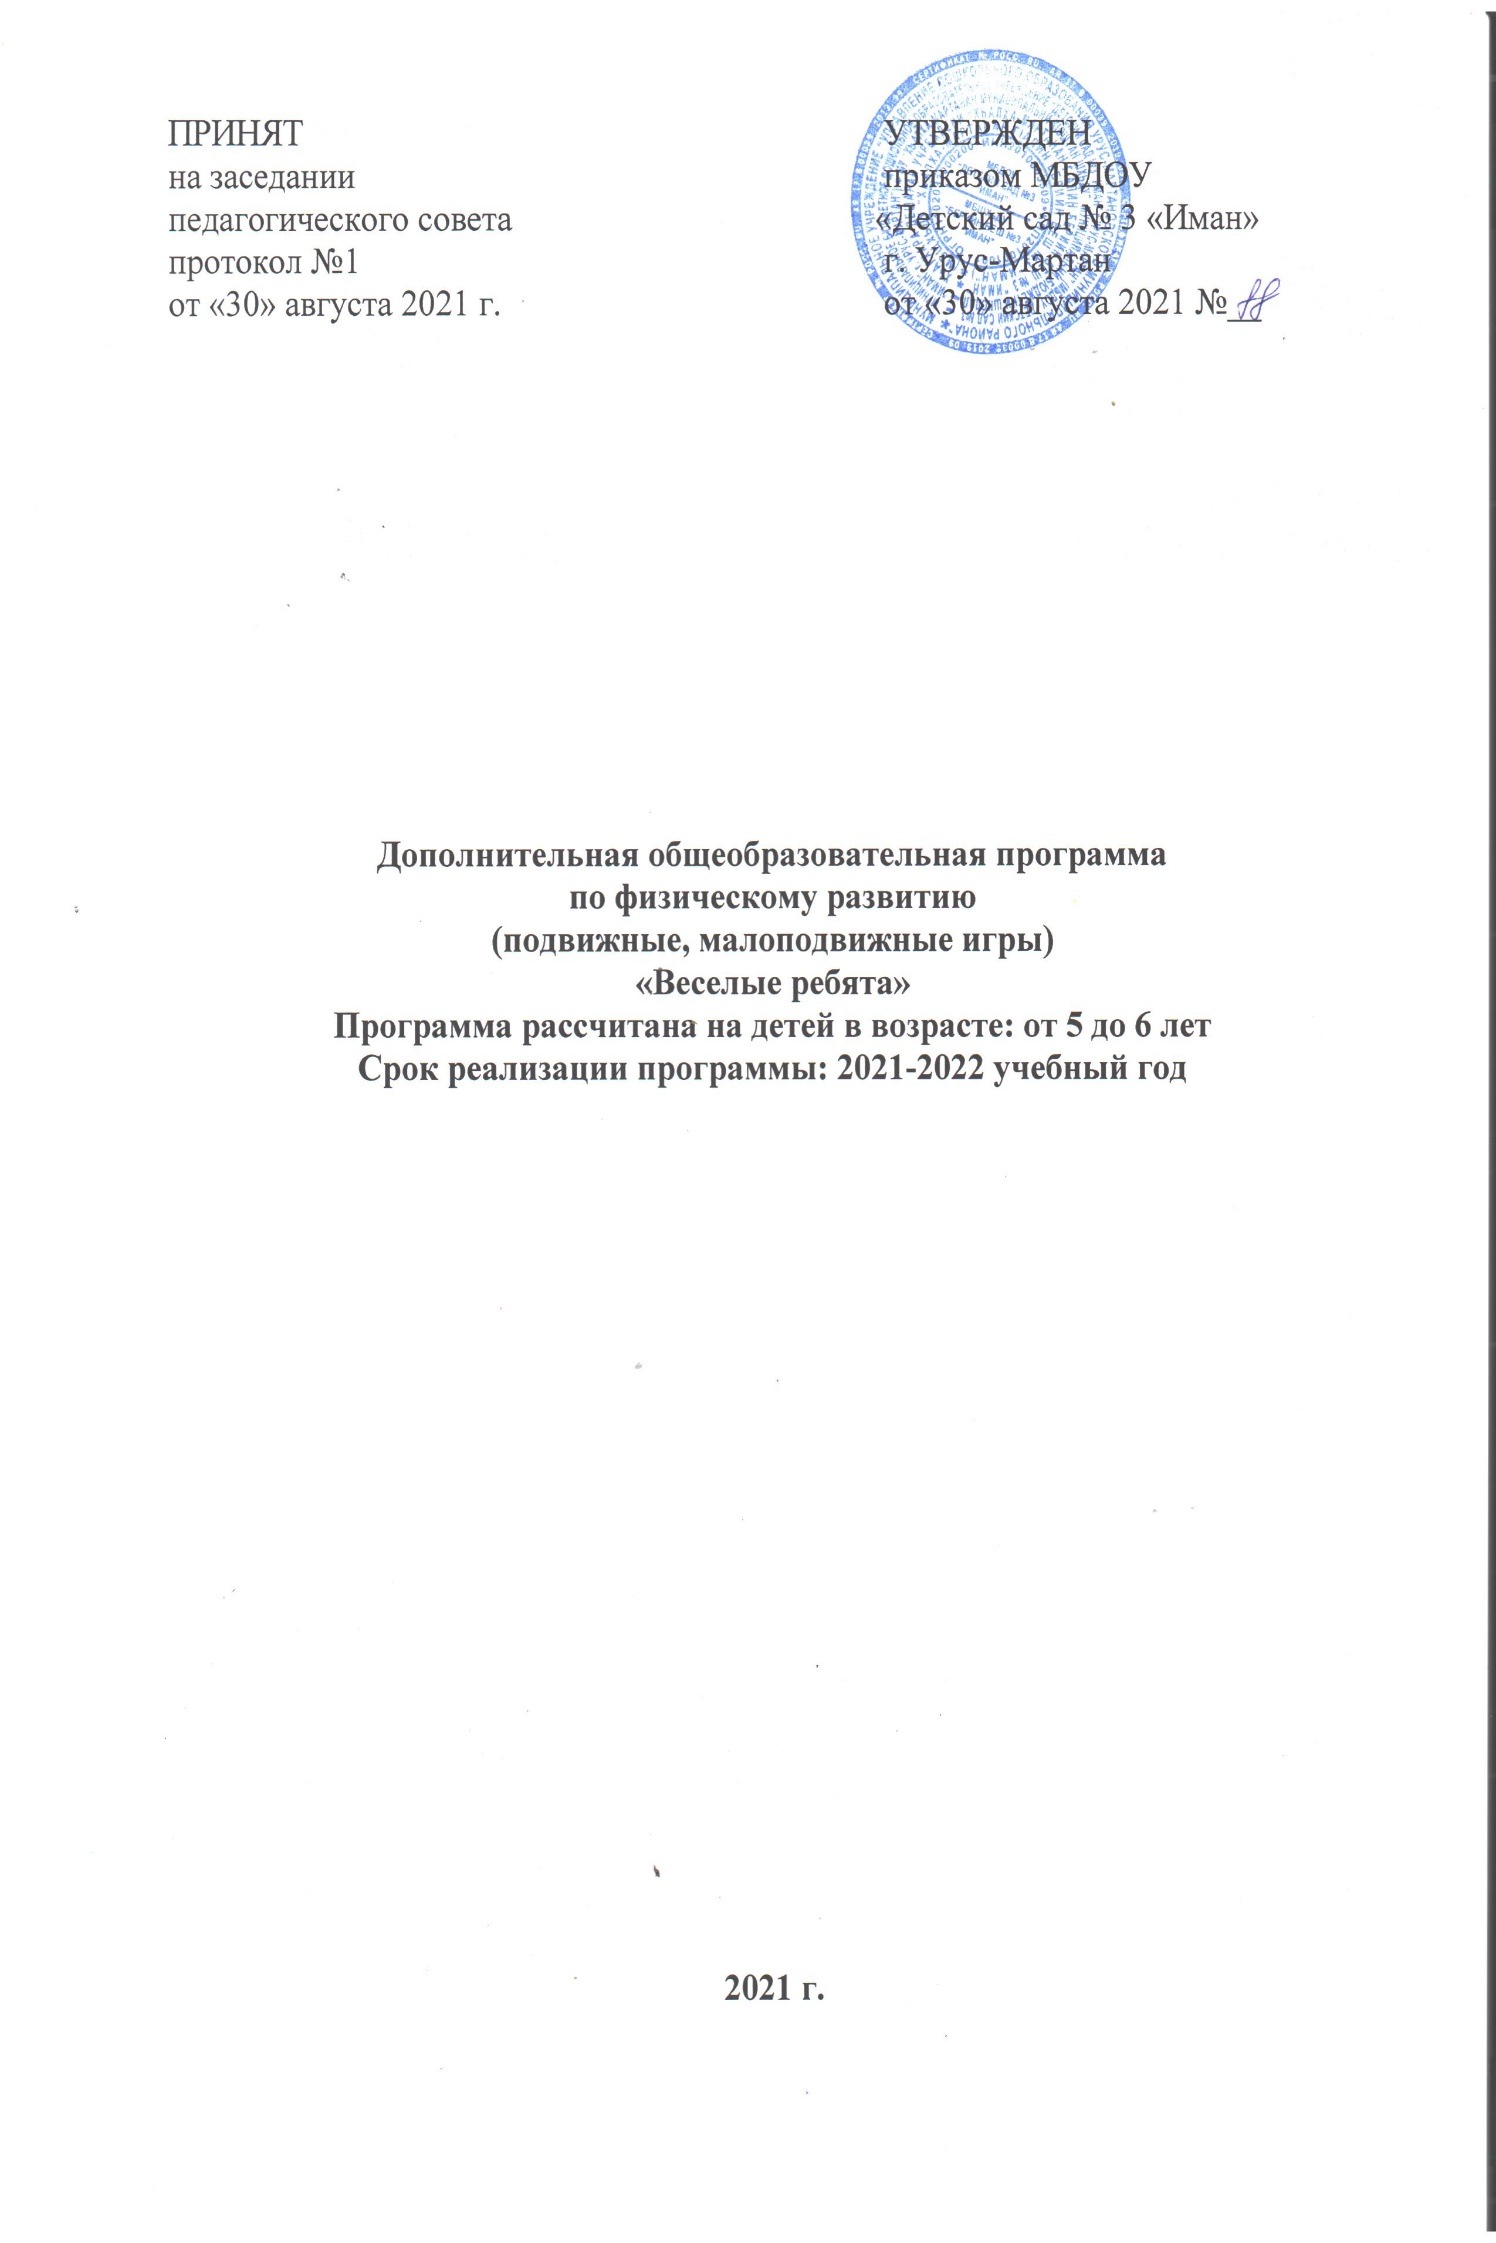 ПРИНЯТ
на заседании
педагогического совета
протокол №1
от «30» августа 2021 г.
УТВЕРЖДЕН
приказом МБДОУ
«Детский сад № 3 «Иман»
г. Урус-Мартан
от «30» августа 2021 №
Дополнительная общеобразовательная программа
по физическому развитию
(подвижные, малоподвижные игры)
«Веселые ребята»
Программа рассчитана на детей в возрасте: от 5 до 6 лет
Срок реализации программы: 2021-2022 учебный год
2021 г.